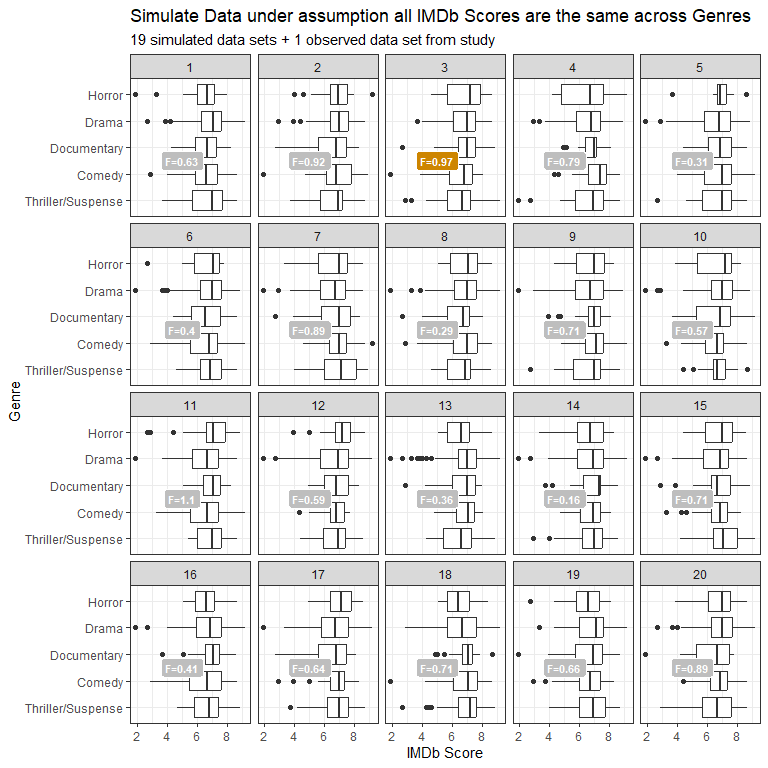 Simulate Data under assumption all IMDb Scores are the same across Genres
19 simulated data sets + 1 observed data set from study
1 2 3 4 5
Horror
Drama
Documentary
F=0.63 F=0.92 F=0.97 F=0.79 F=0.31
Comedy
Thriller/Suspense
6 7 8 9 10
Horror
Drama
Documentary
F=0.4 F=0.89 F=0.29 F=0.71 F=0.57
Comedy
Thriller/Suspense
Genre
11 12 13 14 15
Horror
Drama
Documentary
F=1.1 F=0.59 F=0.36 F=0.16 F=0.71
Comedy
Thriller/Suspense
16 17 18 19 20
Horror
Drama
Documentary
F=0.41 F=0.64 F=0.71 F=0.66 F=0.89
Comedy
Thriller/Suspense
2 4 6 8 2 4 6 8 2 4 6 8 2 4 6 8 2 4 6 8
IMDb Score